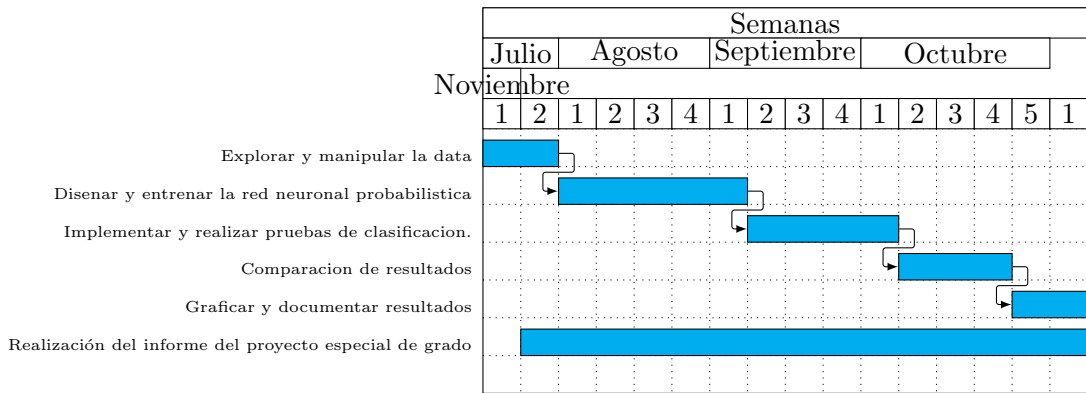 Semanas
Julio Agosto Septiembre Octubre
Noviembre
1 2 1 2 3 4 1 2 3 4 1 2 3 4 5 1
Explorar y manipular la data
Disenar y entrenar la red neuronal probabilistica
Implementar y realizar pruebas de clasificacion.
Comparacion de resultados
Graficar y documentar resultados
Realización del informe del proyecto especial de grado